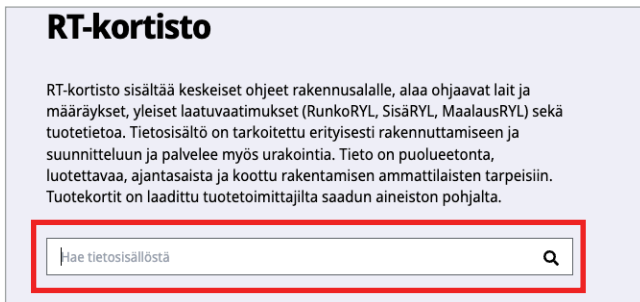 RT-kortisto
RT-kortisto sisältää keskeiset ohjeet rakennusalalle, alaa ohjaavat lait ja
määräykset, yleiset laatuvaatimukset (RunkoRYL, SisäRYL, MaalausRYL) sekä
tuotetietoa. Tietosisältö on tarkoitettu erityisesti rakennuttamiseen ja
suunnitteluun ja palvelee myös urakointia. Tieto on puolueetonta,
luotettavaa, ajantasaista ja koottu rakentamisen ammattilaisten tarpeisiin.
Tuotekortit on laadittu tuotetoimittajilta saadun aineiston pohjalta.
Hae tietosisällöstä